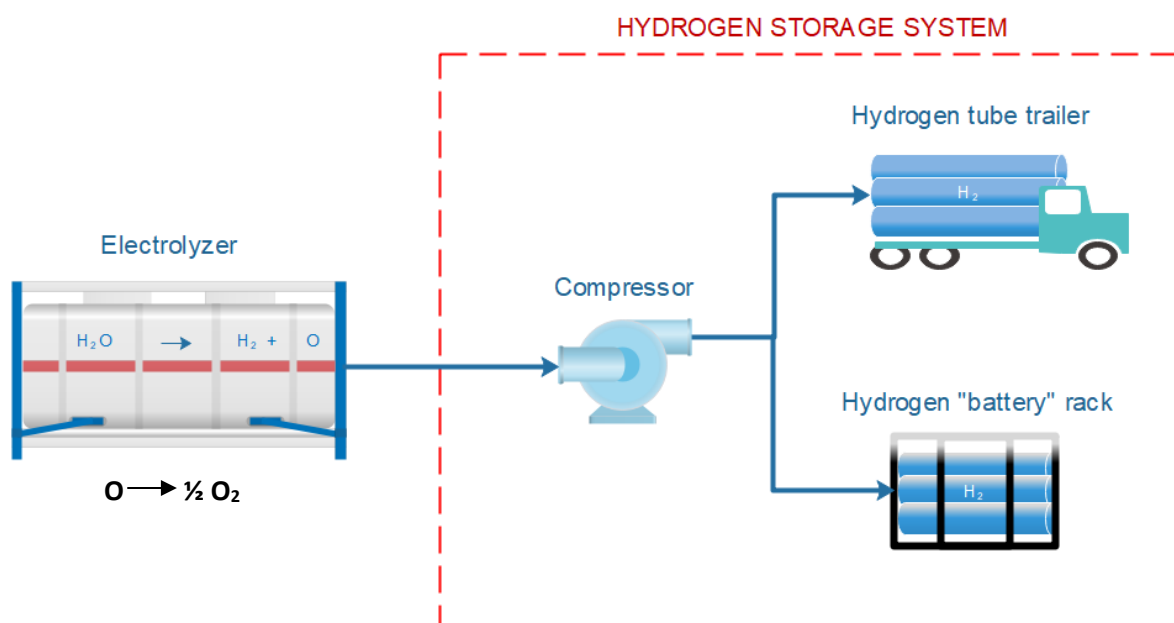 HYDROGEN STORAGE SYSTEM
Hydrogen tube trailer
H₂
Electrolyzer
Compressor
H₂O → H₂ + O
Hydrogen "battery" rack
H₂
O → ½ O₂